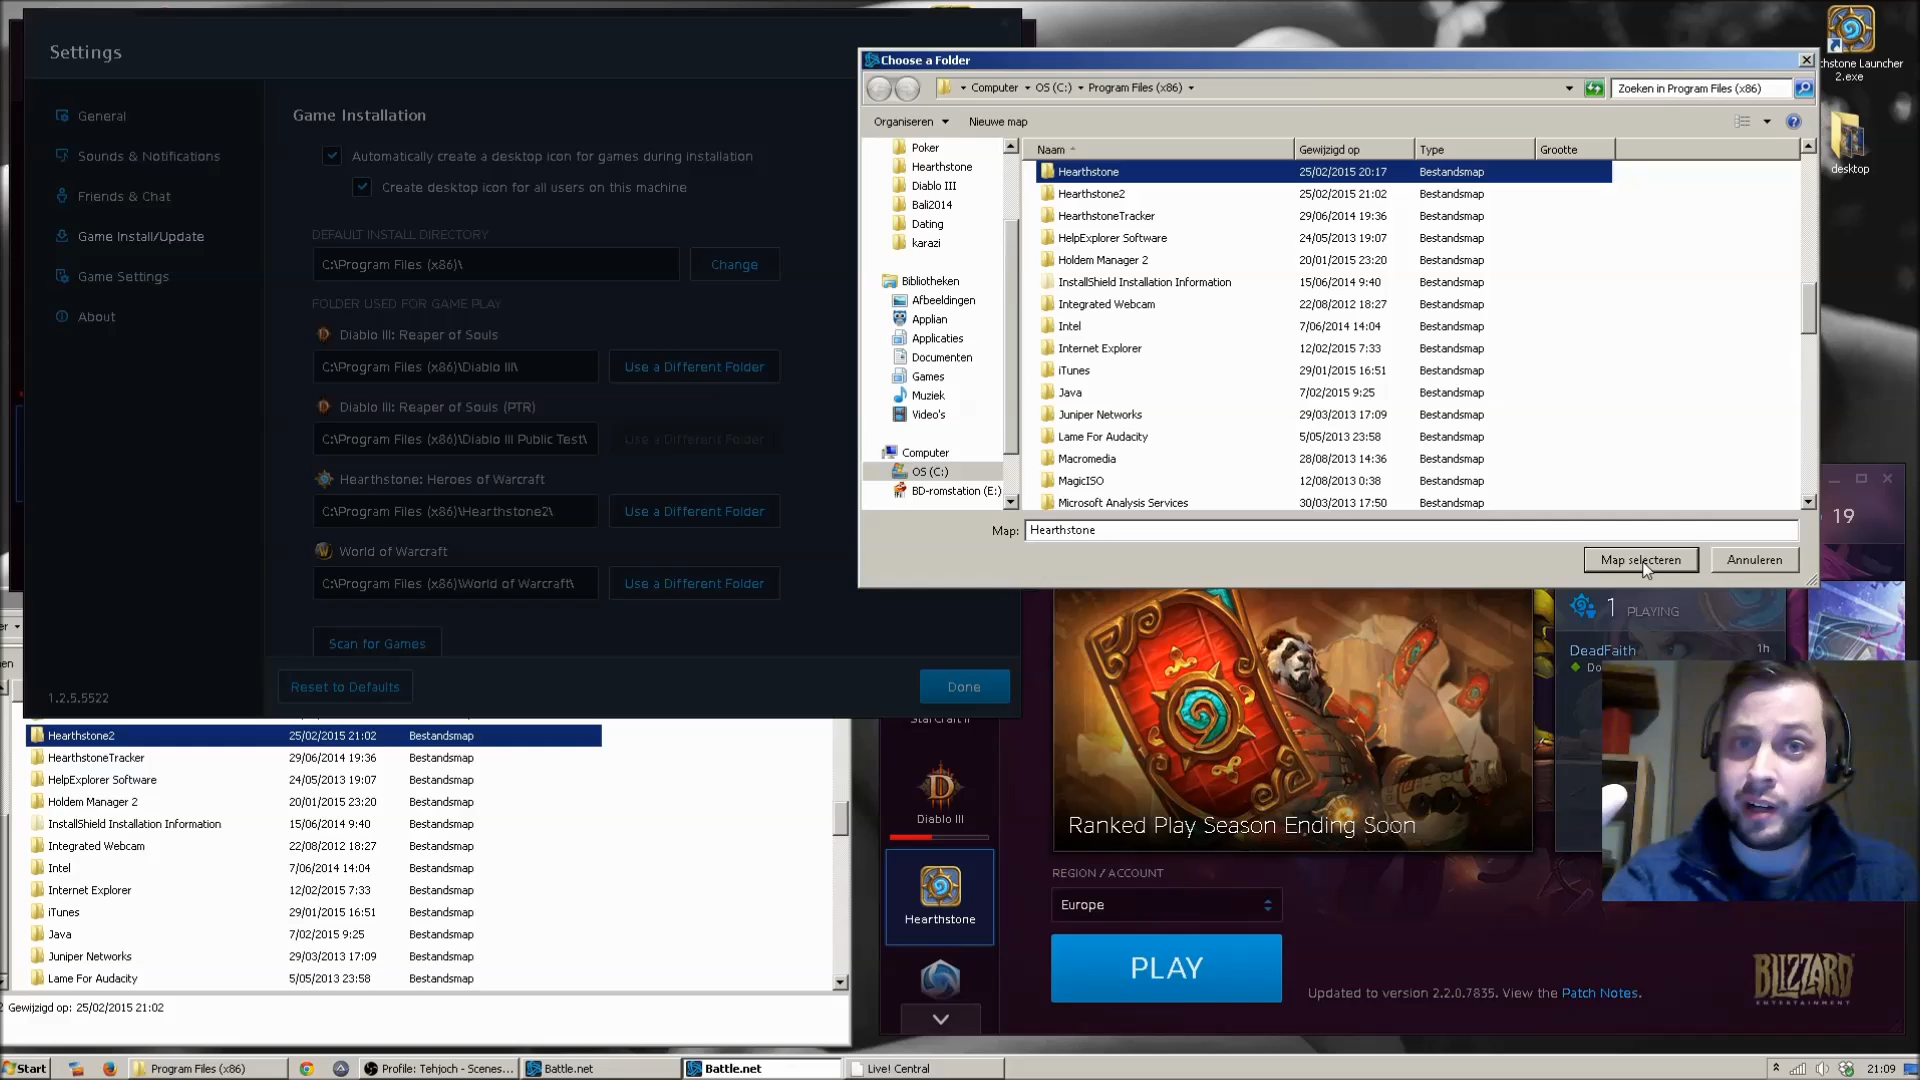 Settings
General
Sounds & Notifications
Friends & Chat
Game Install/Update
Game Settings
About
1.2.5.5522
Game Installation
Automatically create a desktop icon for games during installation
Create desktop icon for all users on this machine
DEFAULT INSTALL DIRECTORY
C:\Program Files (x86)\
Change
FOLDER USED FOR GAME PLAY
Diablo III: Reaper of Souls
C:\Program Files (x86)\Diablo III\
Use a Different Folder
Diablo III: Reaper of Souls (PTR)
C:\Program Files (x86)\Diablo III Public Test\
Use a Different Folder
Hearthstone: Heroes of Warcraft
C:\Program Files (x86)\Hearthstone2\
Use a Different Folder
World of Warcraft
C:\Program Files (x86)\World of Warcraft\
Use a Different Folder
Scan for Games
Reset to Defaults
Done
Choose a Folder
Computer
OS (C:)
Program Files (x86)
Zoeken in Program Files (x86)
Organiseren
Nieuwe map
Poker
Hearthstone
Diablo III
Bali2014
Dating
karazi
Bibliotheken
Afbeeldingen
Applian
Applicaties
Documenten
Games
Muziek
Video's
Computer
OS (C:)
BD-romstation (E:)
Naam Gewijzigd op Type Grootte
Hearthstone 25/02/2015 20:17 Bestandsmap
Hearthstone2 25/02/2015 21:02 Bestandsmap
HearthstoneTracker 29/06/2014 19:36 Bestandsmap
HelpExplorer Software 24/05/2013 19:07 Bestandsmap
Holdem Manager 2 20/01/2015 23:20 Bestandsmap
InstallShield Installation Information 15/06/2014 9:40 Bestandsmap
Integrated Webcam 22/08/2012 18:27 Bestandsmap
Intel 7/06/2014 14:04 Bestandsmap
Internet Explorer 12/02/2015 7:33 Bestandsmap
iTunes 29/01/2015 16:51 Bestandsmap
Java 7/02/2015 9:25 Bestandsmap
Juniper Networks 29/03/2013 17:09 Bestandsmap
Lame For Audacity 5/05/2013 23:58 Bestandsmap
Macromedia 28/08/2013 14:36 Bestandsmap
MagicISO 12/08/2013 0:38 Bestandsmap
Microsoft Analysis Services 30/03/2013 17:50 Bestandsmap
Map: Hearthstone
Map selecteren
Annuleren
thstone Launcher
2.exe
desktop
19
1 PLAYING
DeadFaith 1h
Do
Hearthstone2 25/02/2015 21:02 Bestandsmap
HearthstoneTracker 29/06/2014 19:36 Bestandsmap
HelpExplorer Software 24/05/2013 19:07 Bestandsmap
Holdem Manager 2 20/01/2015 23:20 Bestandsmap
InstallShield Installation Information 15/06/2014 9:40 Bestandsmap
Integrated Webcam 22/08/2012 18:27 Bestandsmap
Intel 7/06/2014 14:04 Bestandsmap
Internet Explorer 12/02/2015 7:33 Bestandsmap
iTunes 29/01/2015 16:51 Bestandsmap
Java 7/02/2015 9:25 Bestandsmap
Juniper Networks 29/03/2013 17:09 Bestandsmap
Lame For Audacity 5/05/2013 23:58 Bestandsmap
2 Gewijzigd op: 25/02/2015 21:02
StarCraft II
Diablo III
Hearthstone
Ranked Play Season Ending Soon
REGION / ACCOUNT
Europe
PLAY
Updated to version 2.2.0.7835. View the Patch Notes.
BLIZZARD
ENTERTAINMENT
Start
Program Files (x86)
Profile: Tehjoch - Scenes...
Battle.net
Battle.net
Live! Central
21:09